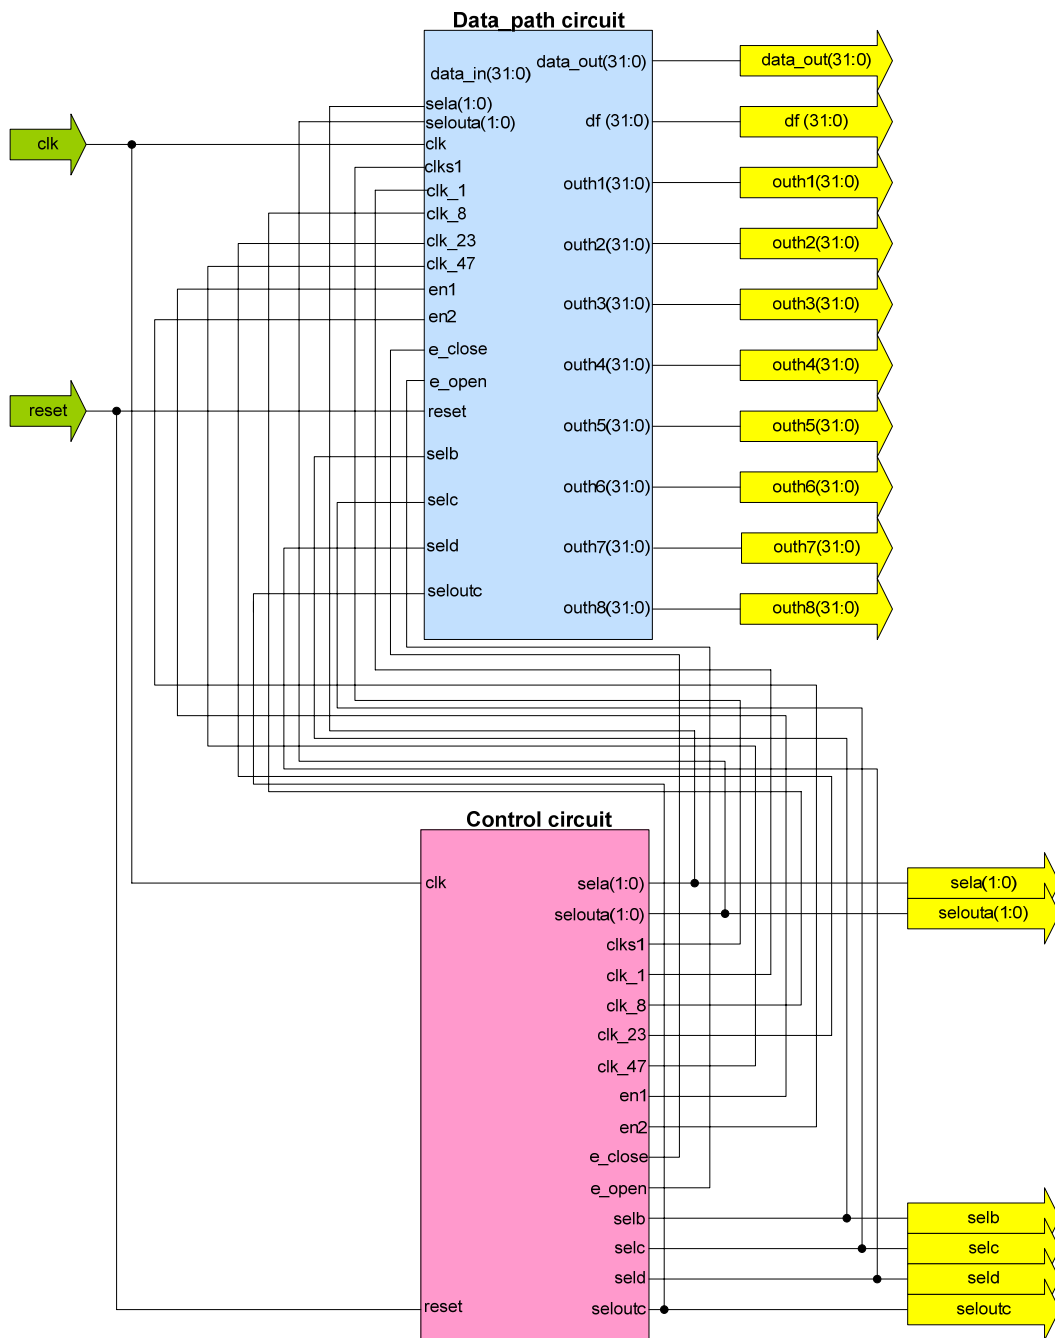 Data_path circuit
data_in(31:0)
sela(1:0)
selouta(1:0)
clk
clks1
clk_1
clk_8
clk_23
clk_47
en1
en2
e_close
e_open
reset
selb
selc
seld
seloutc
data_out(31:0)
df (31:0)
outh1(31:0)
outh2(31:0)
outh3(31:0)
outh4(31:0)
outh5(31:0)
outh6(31:0)
outh7(31:0)
outh8(31:0)
data_out(31:0)
df (31:0)
outh1(31:0)
outh2(31:0)
outh3(31:0)
outh4(31:0)
outh5(31:0)
outh6(31:0)
outh7(31:0)
outh8(31:0)
clk
reset
Control circuit
clk
reset
sela(1:0)
selouta(1:0)
clks1
clk_1
clk_8
clk_23
clk_47
en1
en2
e_close
e_open
selb
selc
seld
seloutc
sela(1:0)
selouta(1:0)
selb
selc
seld
seloutc